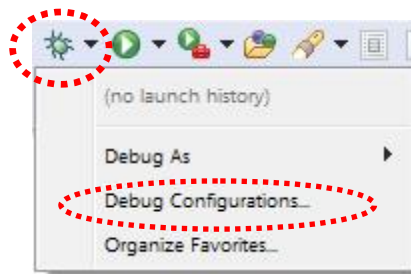 (no launch history)
Debug As
Debug Configurations...
Organize Favorites...